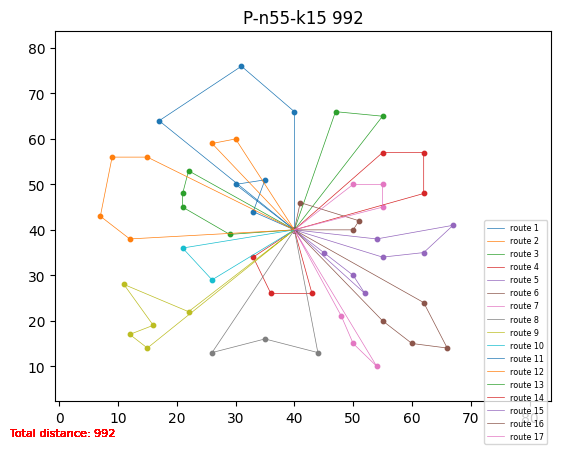 P-n55-k15 992
80
70
60
50
40
30
20
10
0
10
20
30
40
50
60
70
80
route 1
route 2
route 3
route 4
route 5
route 6
route 7
route 8
route 9
route 10
route 11
route 12
route 13
route 14
route 15
route 16
route 17
Total distance: 992